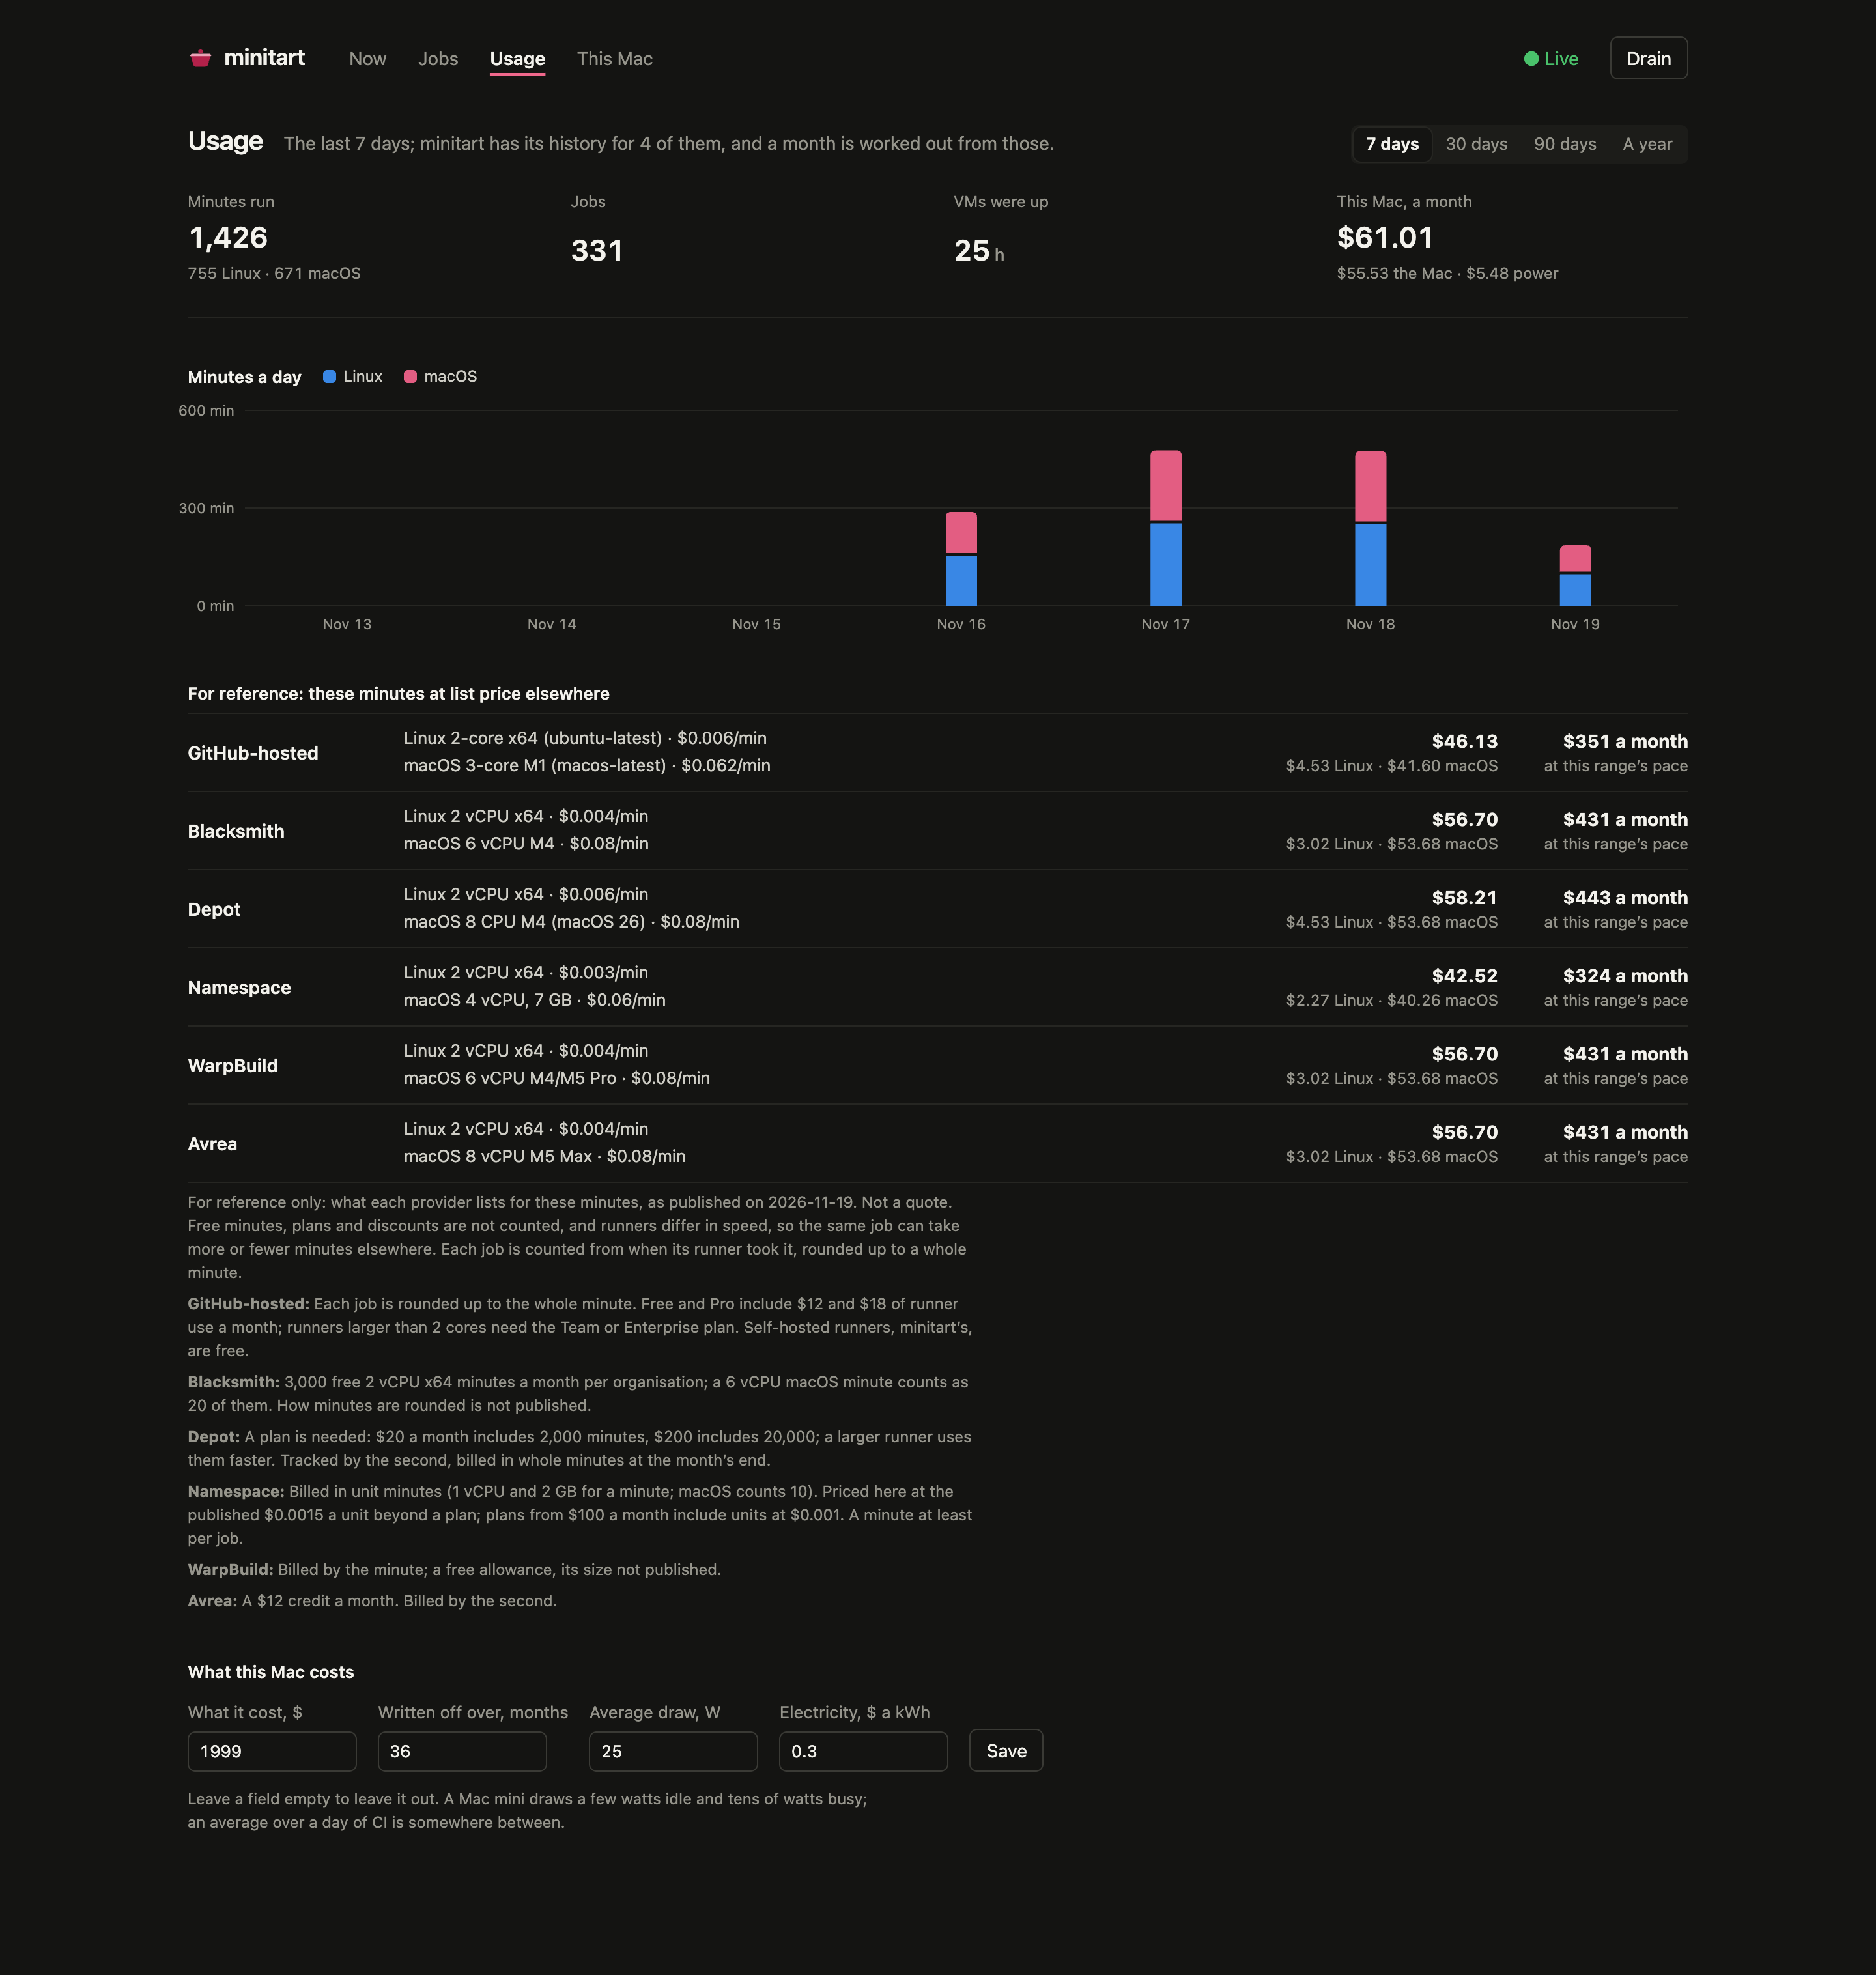 minitart
Now
Jobs
Usage
This Mac
Live
Drain
Usage
The last 7 days; minitart has its history for 4 of them, and a month is worked out from those.
7 days
30 days
90 days
A year
Minutes run
1,426
755 Linux · 671 macOS
Jobs
331
VMs were up
25 h
This Mac, a month
$61.01
$55.53 the Mac · $5.48 power
Minutes a day
Linux
macOS
600 min
300 min
0 min
Nov 13
Nov 14
Nov 15
Nov 16
Nov 17
Nov 18
Nov 19
For reference: these minutes at list price elsewhere
GitHub-hosted
Linux 2-core x64 (ubuntu-latest) · $0.006/min
macOS 3-core M1 (macos-latest) · $0.062/min
$46.13
$4.53 Linux · $41.60 macOS
$351 a month
at this range’s pace
Blacksmith
Linux 2 vCPU x64 · $0.004/min
macOS 6 vCPU M4 · $0.08/min
$56.70
$3.02 Linux · $53.68 macOS
$431 a month
at this range’s pace
Depot
Linux 2 vCPU x64 · $0.006/min
macOS 8 CPU M4 (macOS 26) · $0.08/min
$58.21
$4.53 Linux · $53.68 macOS
$443 a month
at this range’s pace
Namespace
Linux 2 vCPU x64 · $0.003/min
macOS 4 vCPU, 7 GB · $0.06/min
$42.52
$2.27 Linux · $40.26 macOS
$324 a month
at this range’s pace
WarpBuild
Linux 2 vCPU x64 · $0.004/min
macOS 6 vCPU M4/M5 Pro · $0.08/min
$56.70
$3.02 Linux · $53.68 macOS
$431 a month
at this range’s pace
Avrea
Linux 2 vCPU x64 · $0.004/min
macOS 8 vCPU M5 Max · $0.08/min
$56.70
$3.02 Linux · $53.68 macOS
$431 a month
at this range’s pace
For reference only: what each provider lists for these minutes, as published on 2026-11-19. Not a quote.
Free minutes, plans and discounts are not counted, and runners differ in speed, so the same job can take
more or fewer minutes elsewhere. Each job is counted from when its runner took it, rounded up to a whole
minute.
GitHub-hosted: Each job is rounded up to the whole minute. Free and Pro include $12 and $18 of runner
use a month; runners larger than 2 cores need the Team or Enterprise plan. Self-hosted runners, minitart’s,
are free.
Blacksmith: 3,000 free 2 vCPU x64 minutes a month per organisation; a 6 vCPU macOS minute counts as
20 of them. How minutes are rounded is not published.
Depot: A plan is needed: $20 a month includes 2,000 minutes, $200 includes 20,000; a larger runner uses
them faster. Tracked by the second, billed in whole minutes at the month’s end.
Namespace: Billed in unit minutes (1 vCPU and 2 GB for a minute; macOS counts 10). Priced here at the
published $0.0015 a unit beyond a plan; plans from $100 a month include units at $0.001. A minute at least
per job.
WarpBuild: Billed by the minute; a free allowance, its size not published.
Avrea: A $12 credit a month. Billed by the second.
What this Mac costs
What it cost, $
Written off over, months
Average draw, W
Electricity, $ a kWh
1999
36
25
0.3
Save
Leave a field empty to leave it out. A Mac mini draws a few watts idle and tens of watts busy;
an average over a day of CI is somewhere between.